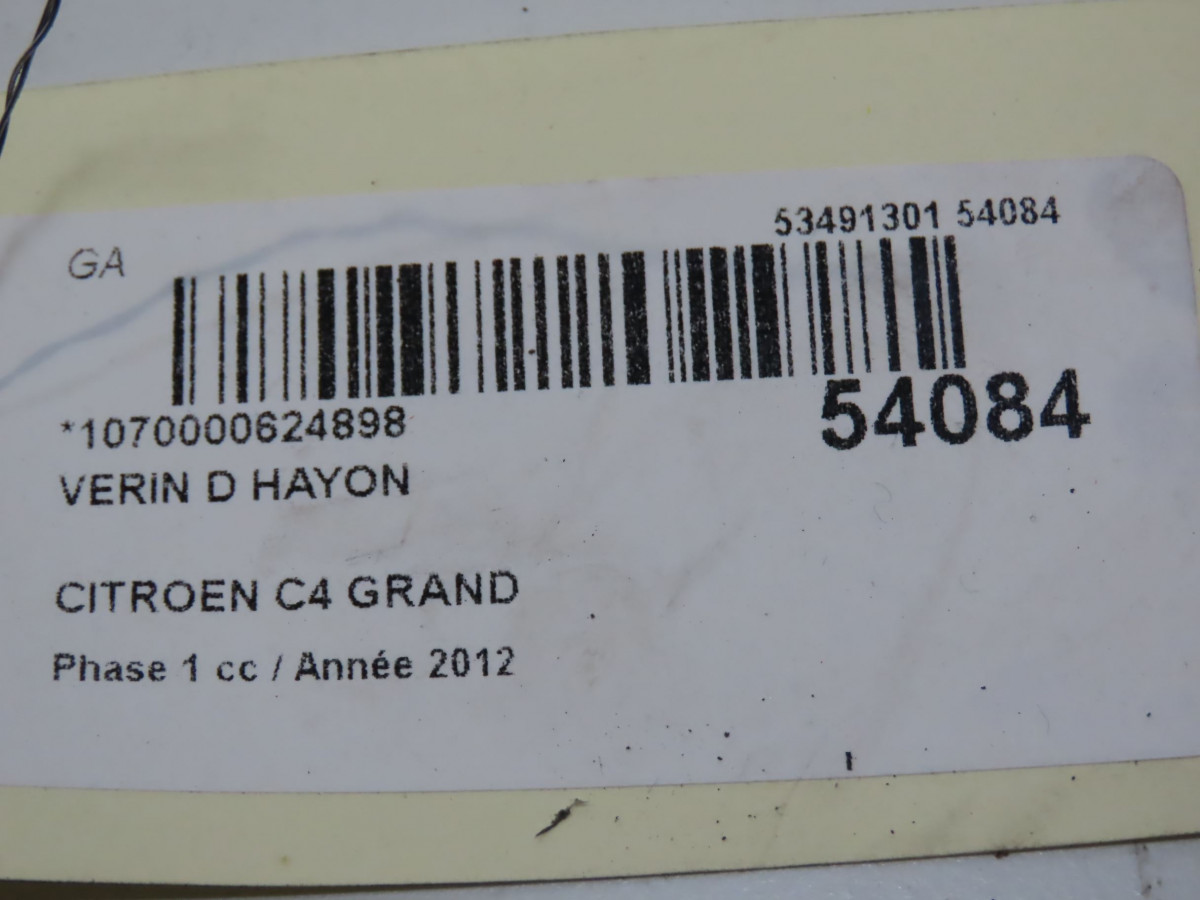 GA
53491301 54084
54084
*1070000624898
VERIN D HAYON
CITROEN C4 GRAND
Phase 1 cc / Année 2012